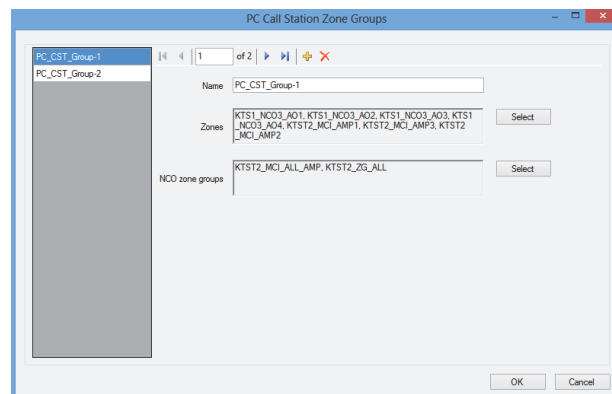 PC Call Station Zone Groups
PC_CST_Group-1
PC_CST_Group-2
1 of 2
Name PC_CST_Group-1
Zones KTS1_NCO3_AO1, KTS1_NCO3_AO2, KTS1_NCO3_AO3, KTS1
_NCO3_AO4, KTST2_MCI_AMP1, KTST2_MCI_AMP3, KTST2
_MCI_AMP2
Select
NCO zone groups KTST2_MCI_ALL_AMP, KTST2_ZG_ALL
Select
OK Cancel